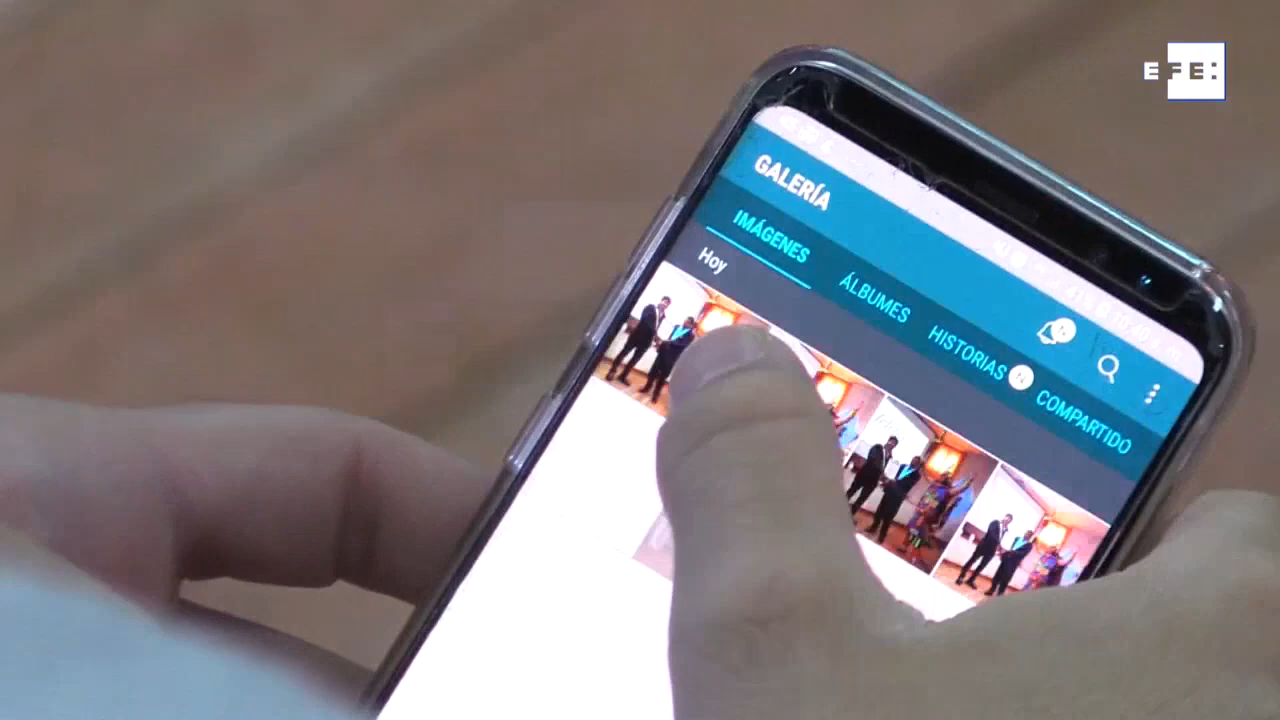 EFE:
GALERÍA
IMÁGENES
ÁLBUMES
HISTORIAS
N
COMPARTIDO
Hoy